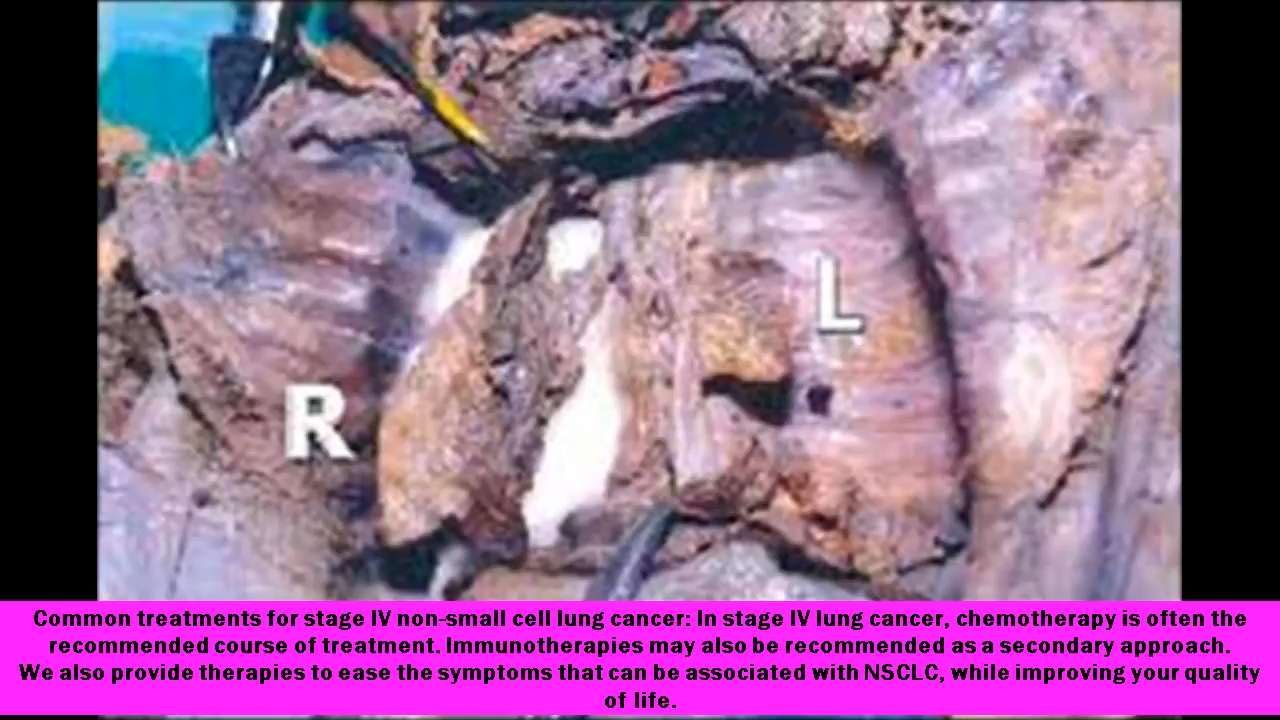 L
R
Common treatments for stage IV non-small cell lung cancer: In stage IV lung cancer, chemotherapy is often the
recommended course of treatment. Immunotherapies may also be recommended as a secondary approach.
We also provide therapies to ease the symptoms that can be associated with NSCLC, while improving your quality
of life.